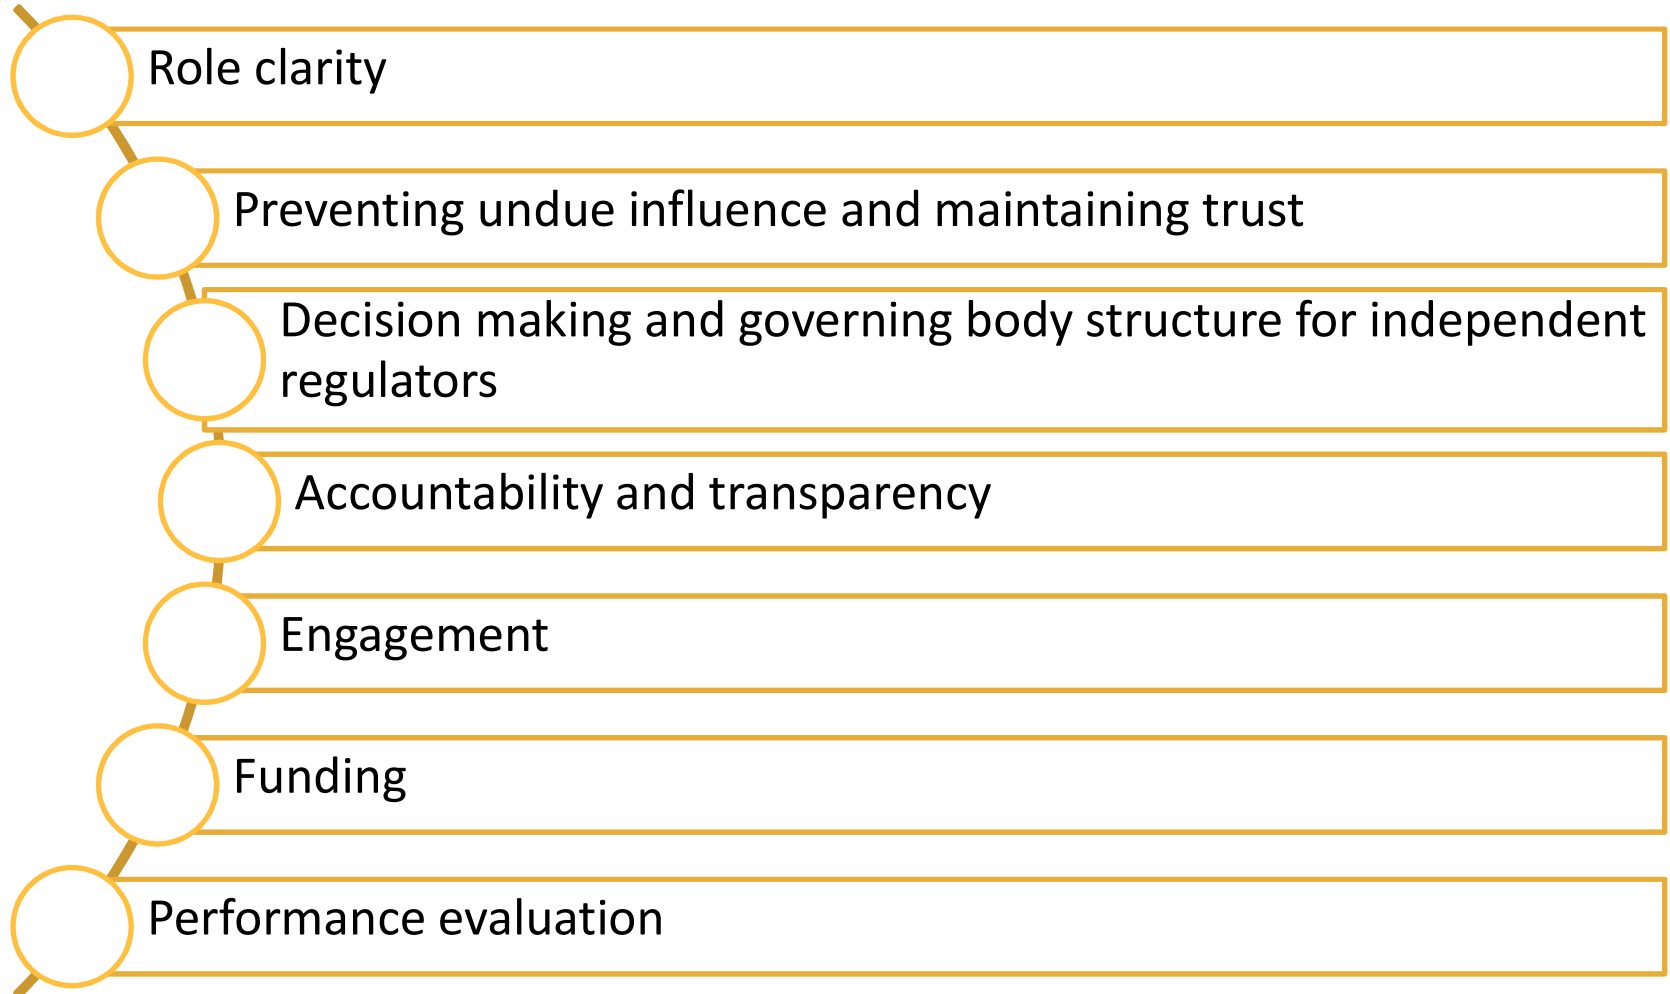 Role clarity
Preventing undue influence and maintaining trust
Decision making and governing body structure for independent
regulators
Accountability and transparency
Engagement
Funding
Performance evaluation